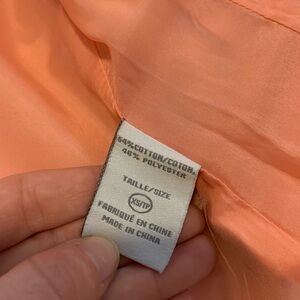 54%COTTON/COTON.
46% POLYESTER
TAILLE/SIZE
XS/TP
FABRIQUÉ EN CHINE
MADE IN CHINA